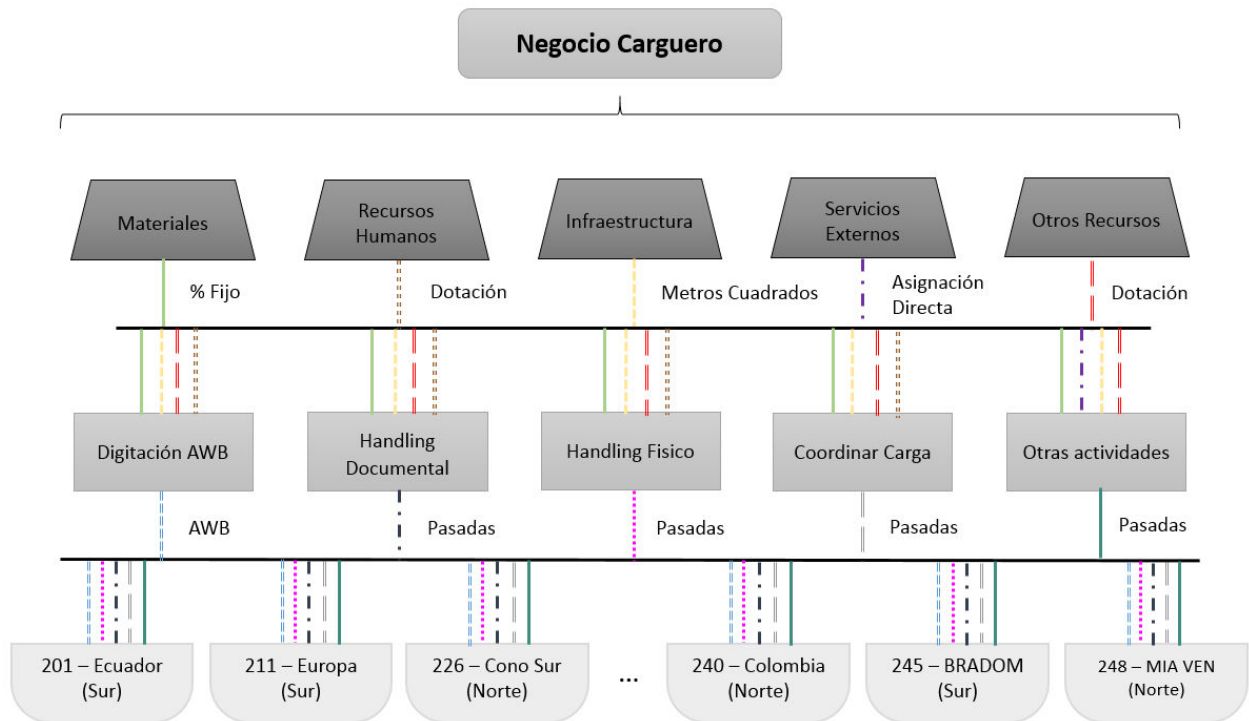 Negocio Carguero
Materiales
Recursos
Humanos
Infraestructura
Servicios
Externos
Otros Recursos
% Fijo
Dotación
Metros Cuadrados
Asignación
Directa
Dotación
Digitación AWB
Handling
Documental
Handling Fisico
Coordinar Carga
Otras actividades
AWB
Pasadas
Pasadas
Pasadas
Pasadas
201 – Ecuador
(Sur)
211 – Europa
(Sur)
226 – Cono Sur
(Norte)
...
240 – Colombia
(Norte)
245 – BRADOM
(Sur)
248 – MIA VEN
(Norte)